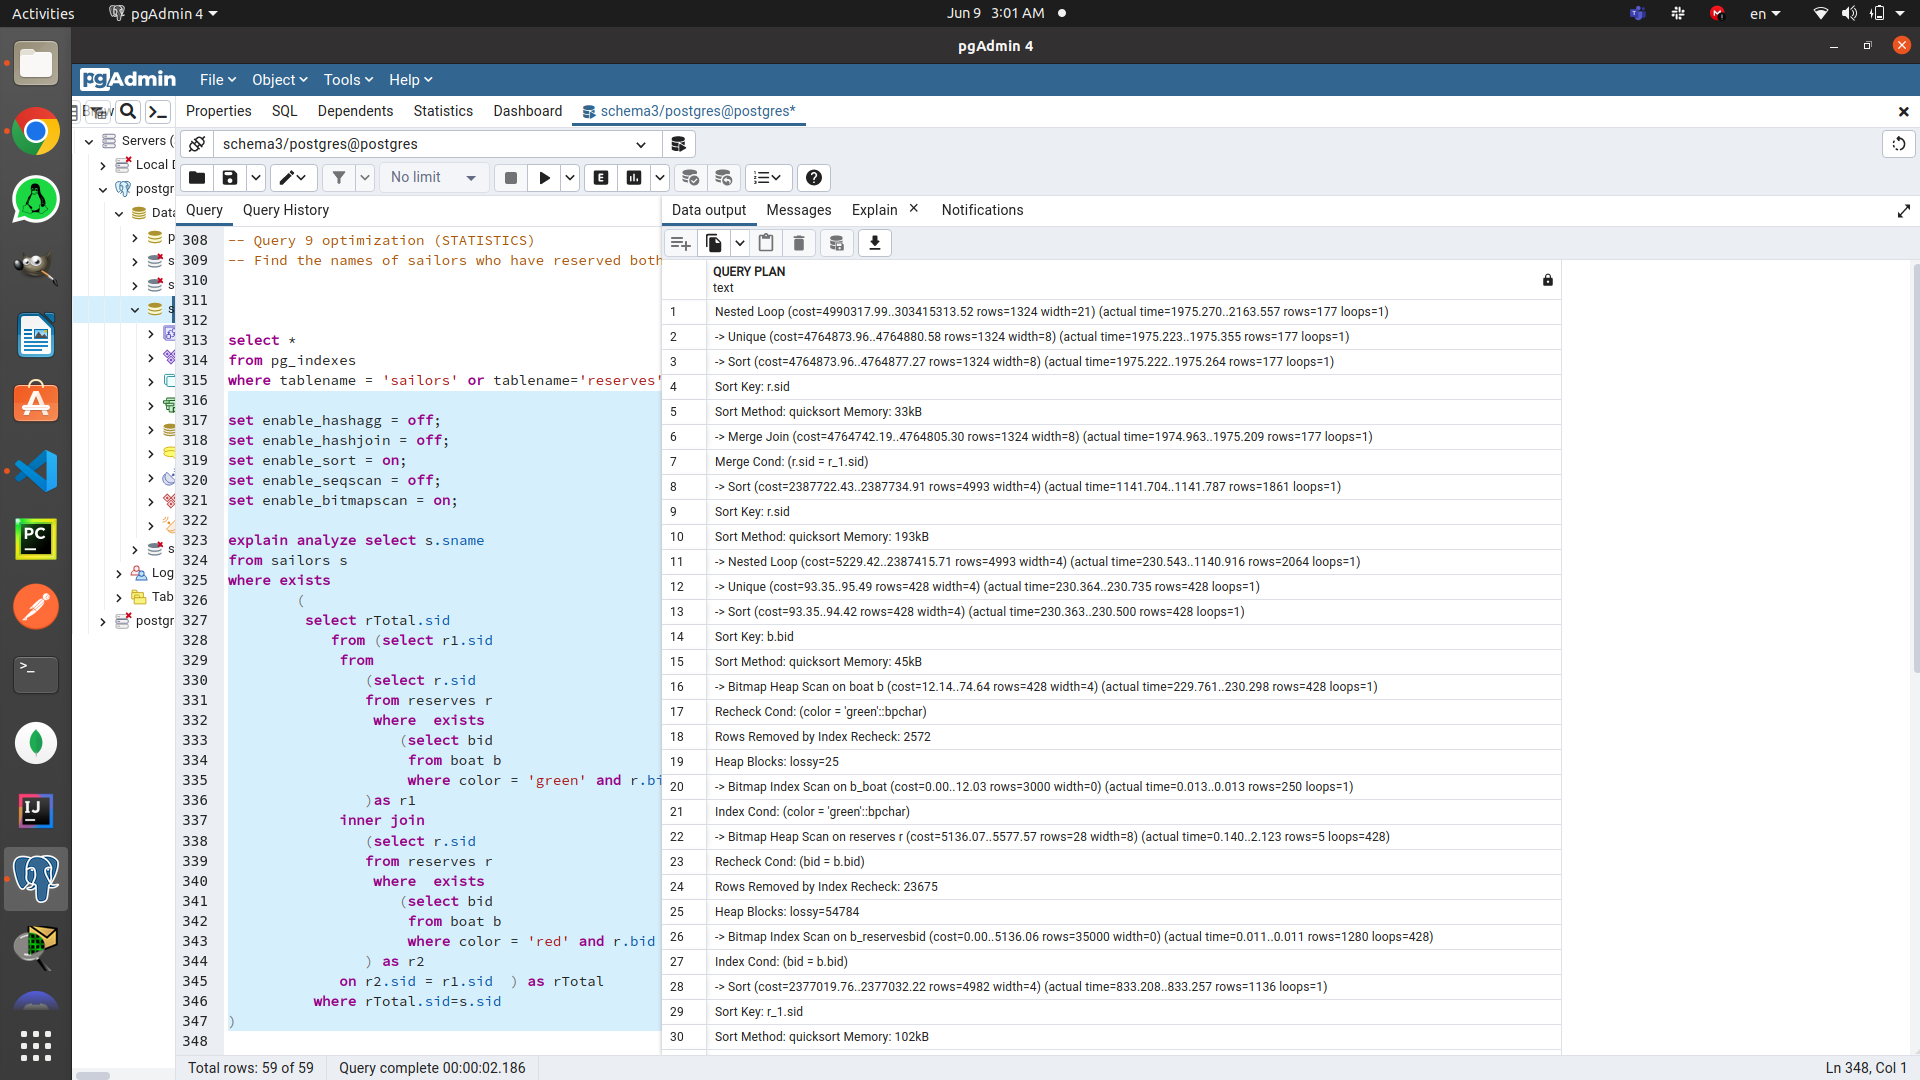 Activities
pgAdmin 4
Jun 9 3:01 AM
en
pgAdmin 4
pgAdmin
File
Object
Tools
Help
Properties
SQL
Dependents
Statistics
Dashboard
schema3/postgres@postgres*
schema3/postgres@postgres
No limit
Servers (
Local D
postgr
Data
p
s
s
s
s
Log
Tab
postgr
Query
Query History
308 -- Query 9 optimization (STATISTICS)
309 -- Find the names of sailors who have reserved both
310
311
312
313 select *
314 from pg_indexes
315 where tablename = 'sailors' or tablename='reserves'
316
317 set enable_hashagg = off;
318 set enable_hashjoin = off;
319 set enable_sort = on;
320 set enable_seqscan = off;
321 set enable_bitmapscan = on;
322
323 explain analyze select s.sname
324 from sailors s
325 where exists
326 (
327 select rTotal.sid
328 from (select r1.sid
329 from
330 (select r.sid
331 from reserves r
332 where exists
333 (select bid
334 from boat b
335 where color = 'green' and r.bi
336 )as r1
337 inner join
338 (select r.sid
339 from reserves r
340 where exists
341 (select bid
342 from boat b
343 where color = 'red' and r.bid
344 ) as r2
345 on r2.sid = r1.sid ) as rTotal
346 where rTotal.sid=s.sid
347 )
348
Data output
Messages
Explain
Notifications
QUERY PLAN
text
1 Nested Loop (cost=4990317.99..303415313.52 rows=1324 width=21) (actual time=1975.270..2163.557 rows=177 loops=1)
2 -> Unique (cost=4764873.96..4764880.58 rows=1324 width=8) (actual time=1975.223..1975.355 rows=177 loops=1)
3 -> Sort (cost=4764873.96..4764877.27 rows=1324 width=8) (actual time=1975.222..1975.264 rows=177 loops=1)
4 Sort Key: r.sid
5 Sort Method: quicksort Memory: 33kB
6 -> Merge Join (cost=4764742.19..4764805.30 rows=1324 width=8) (actual time=1974.963..1975.209 rows=177 loops=1)
7 Merge Cond: (r.sid = r_1.sid)
8 -> Sort (cost=2387722.43..2387734.91 rows=4993 width=4) (actual time=1141.704..1141.787 rows=1861 loops=1)
9 Sort Key: r.sid
10 Sort Method: quicksort Memory: 193kB
11 -> Nested Loop (cost=5229.42..2387415.71 rows=4993 width=4) (actual time=230.543..1140.916 rows=2064 loops=1)
12 -> Unique (cost=93.35..95.49 rows=428 width=4) (actual time=230.364..230.735 rows=428 loops=1)
13 -> Sort (cost=93.35..94.42 rows=428 width=4) (actual time=230.363..230.500 rows=428 loops=1)
14 Sort Key: b.bid
15 Sort Method: quicksort Memory: 45kB
16 -> Bitmap Heap Scan on boat b (cost=12.14..74.64 rows=428 width=4) (actual time=229.761..230.298 rows=428 loops=1)
17 Recheck Cond: (color = 'green'::bpchar)
18 Rows Removed by Index Recheck: 2572
19 Heap Blocks: lossy=25
20 -> Bitmap Index Scan on b_boat (cost=0.00..12.03 rows=3000 width=0) (actual time=0.013..0.013 rows=250 loops=1)
21 Index Cond: (color = 'green'::bpchar)
22 -> Bitmap Heap Scan on reserves r (cost=5136.07..5577.57 rows=28 width=8) (actual time=0.140..2.123 rows=5 loops=428)
23 Recheck Cond: (bid = b.bid)
24 Rows Removed by Index Recheck: 23675
25 Heap Blocks: lossy=54784
26 -> Bitmap Index Scan on b_reservesbid (cost=0.00..5136.06 rows=35000 width=0) (actual time=0.011..0.011 rows=1280 loops=428)
27 Index Cond: (bid = b.bid)
28 -> Sort (cost=2377019.76..2377032.22 rows=4982 width=4) (actual time=833.208..833.257 rows=1136 loops=1)
29 Sort Key: r_1.sid
30 Sort Method: quicksort Memory: 102kB
Total rows: 59 of 59
Query complete 00:00:02.186
Ln 348, Col 1